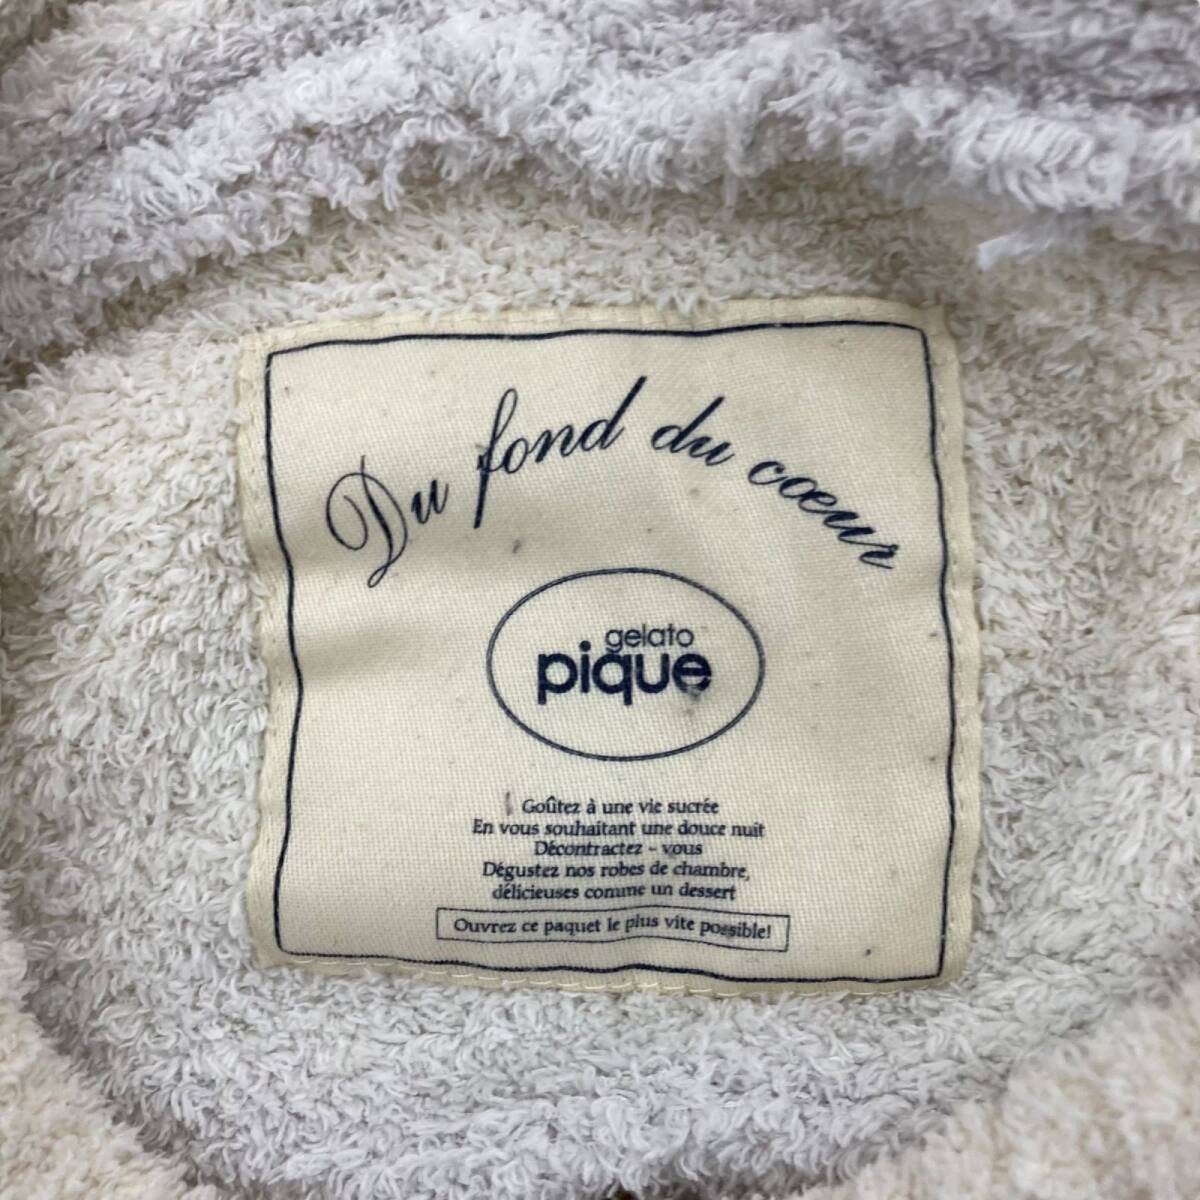 Du fond du cœur
gelato
pique
Goûtez à une vie sucrée
En vous souhaitant une douce nuit
Décontractez - vous
Dégustez nos robes de chambre,
délicieuses comme un dessert
Ouvrez ce paquet le plus vite possible!